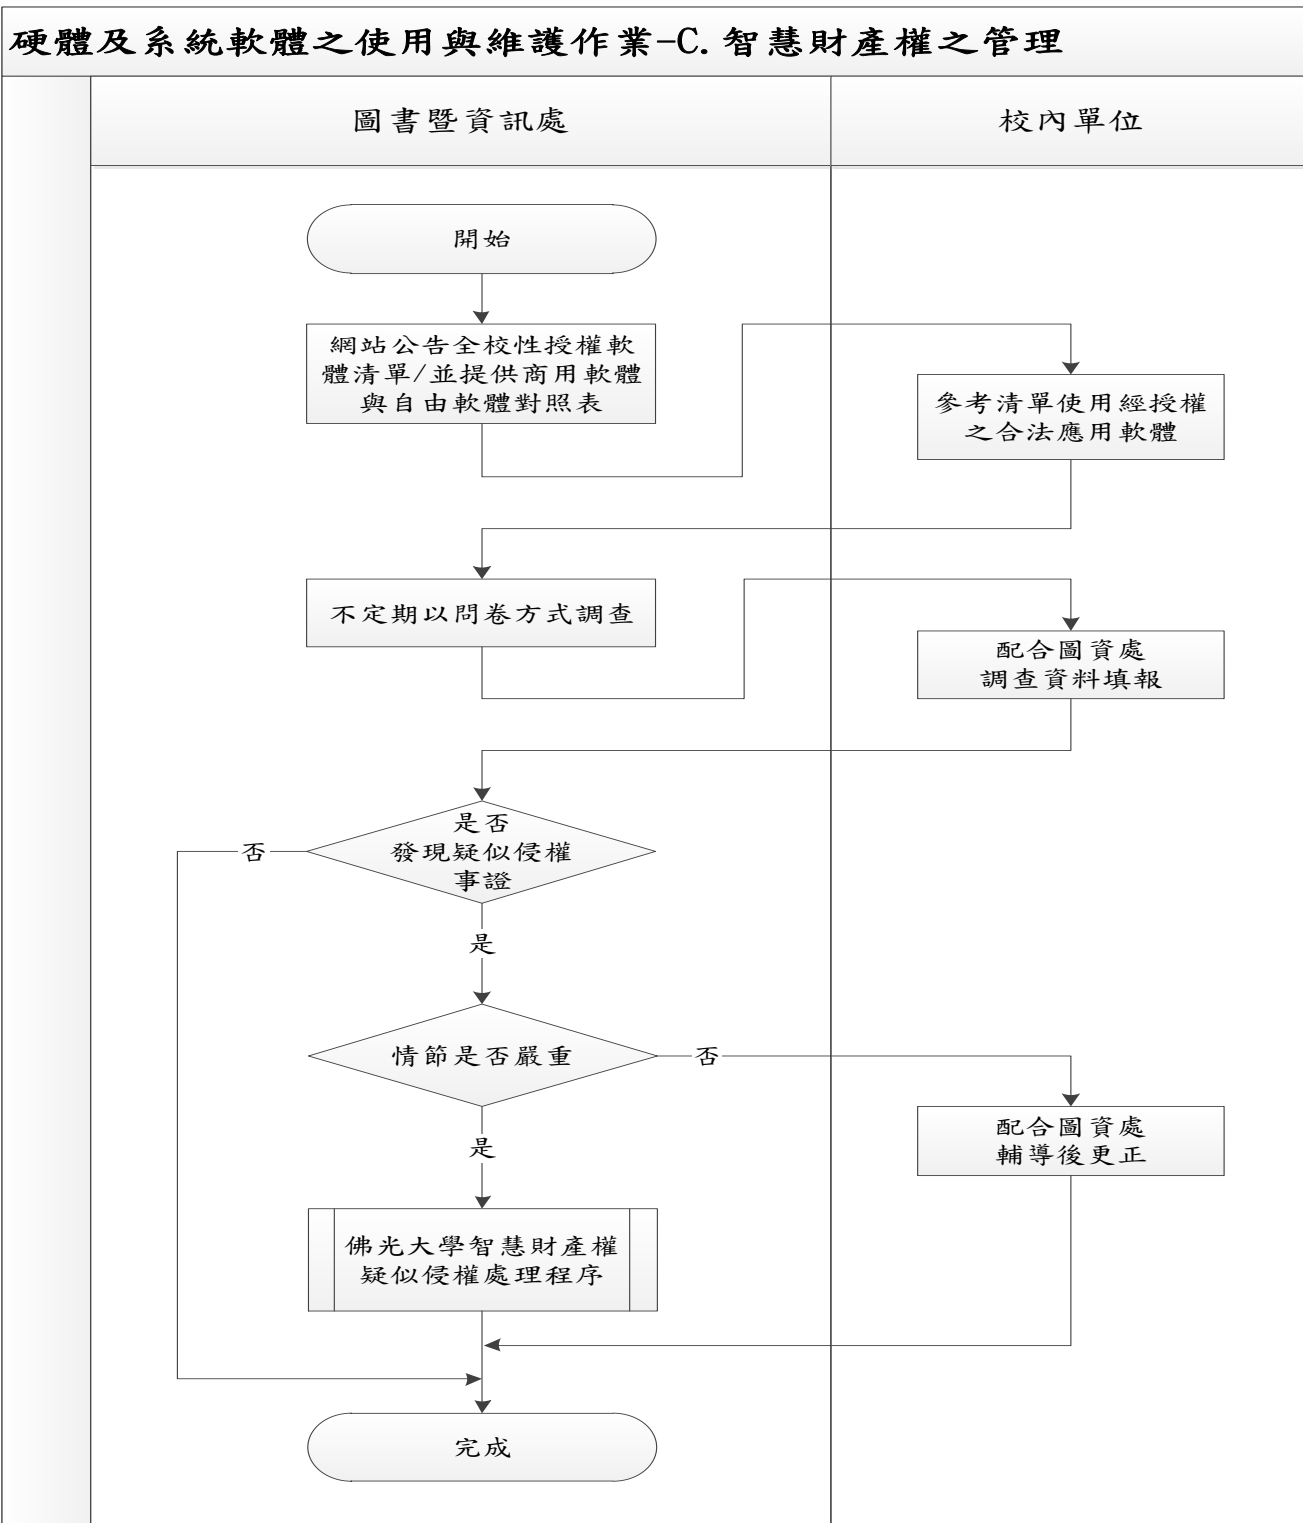 硬體及系統軟體之使用與維護作業-C.智慧財產權之管理
圖書暨資訊處
校內單位
開始
網站公告全校性授權軟
體清單/並提供商用軟體
與自由軟體對照表
參考清單使用經授權
之合法應用軟體
不定期以問卷方式調查
配合圖資處
調查資料填報
是否
發現疑似侵權
事證
否
是
情節是否嚴重
否
配合圖資處
輔導後更正
是
佛光大學智慧財產權
疑似侵權處理程序
完成